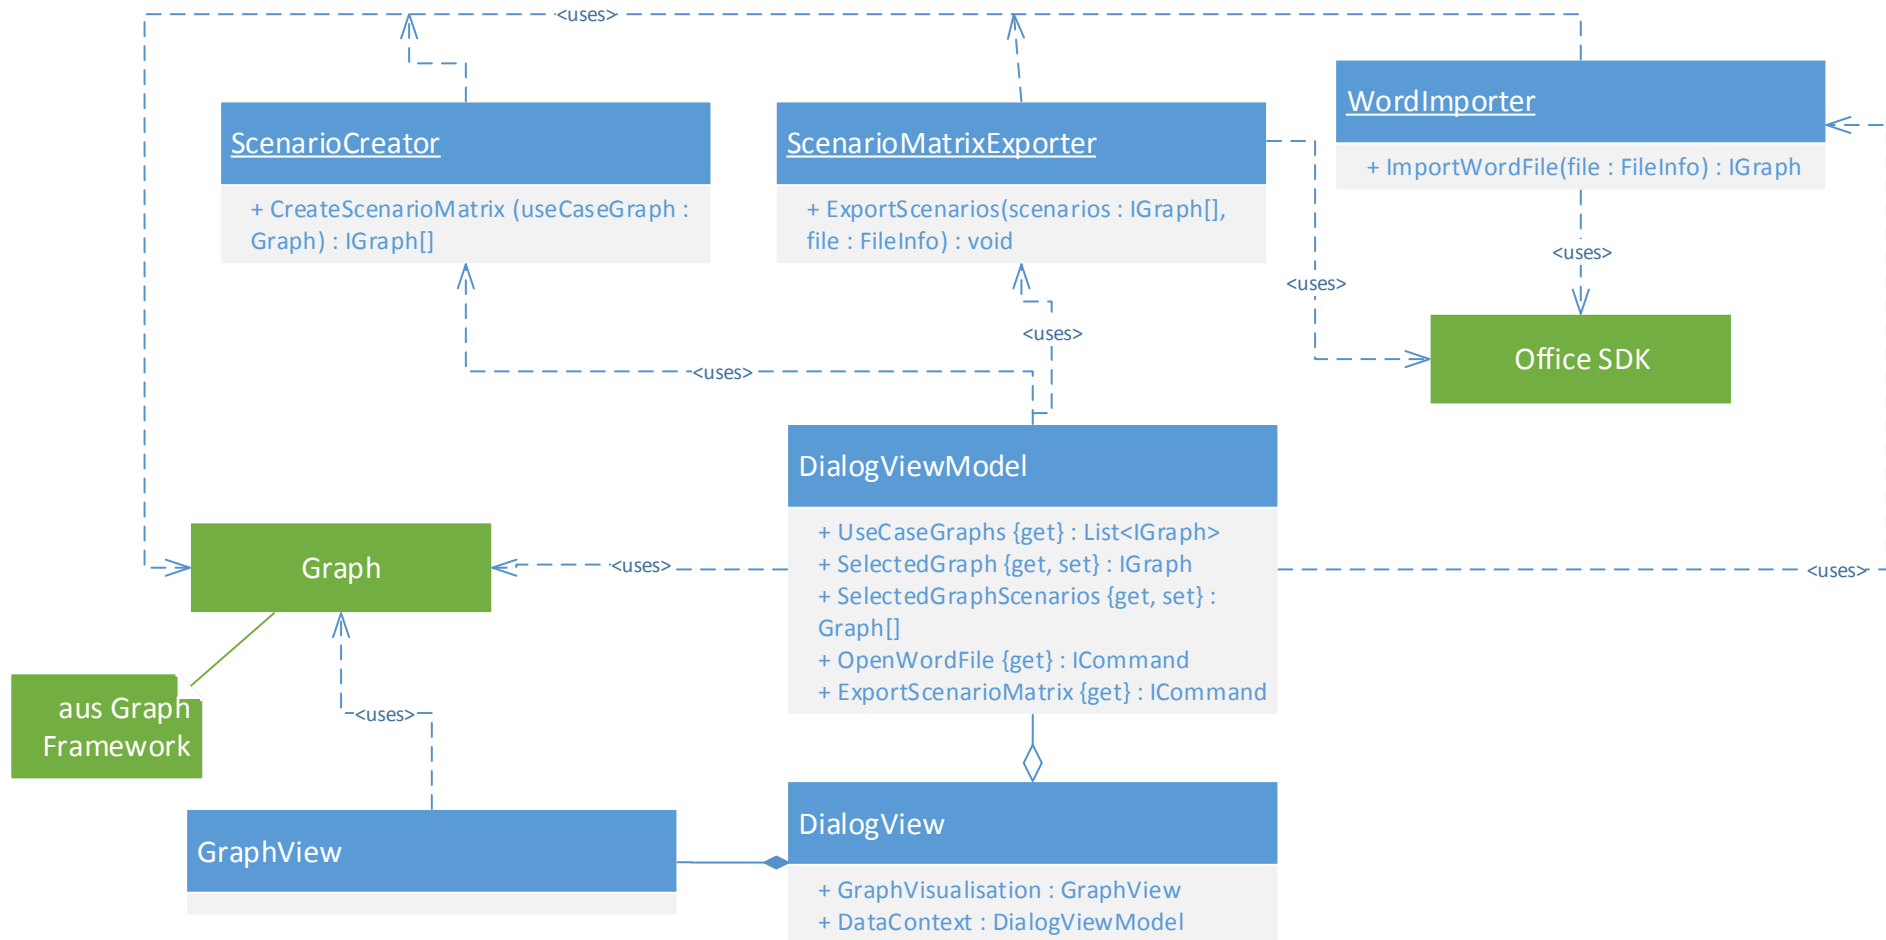 <uses>
ScenarioCreator
+ CreateScenarioMatrix (useCaseGraph :
Graph) : IGraph[]
ScenarioMatrixExporter
+ ExportScenarios(scenarios : IGraph[],
file : FileInfo) : void
WordImporter
+ ImportWordFile(file : FileInfo) : IGraph
<uses>
<uses>
<uses>
<uses>
Office SDK
DialogViewModel
+ UseCaseGraphs {get} : List<IGraph>
+ SelectedGraph {get, set} : IGraph
+ SelectedGraphScenarios {get, set} :
Graph[]
+ OpenWordFile {get} : ICommand
+ ExportScenarioMatrix {get} : ICommand
Graph
<uses>
<uses>
aus Graph
Framework
<uses>
GraphView
DialogView
+ GraphVisualisation : GraphView
+ DataContext : DialogViewModel